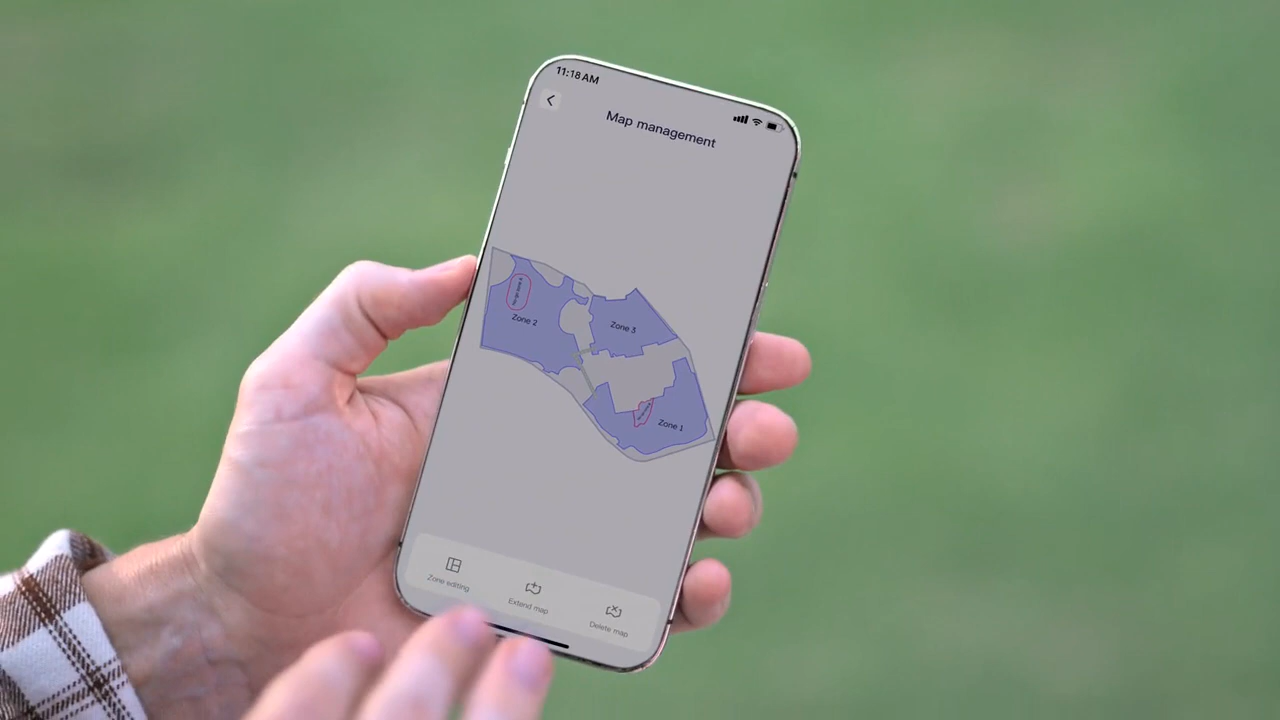 11:18 AM
Map management
Zone 2
Zone 3
Zone 1
Zone editing
Extend map
Delete map